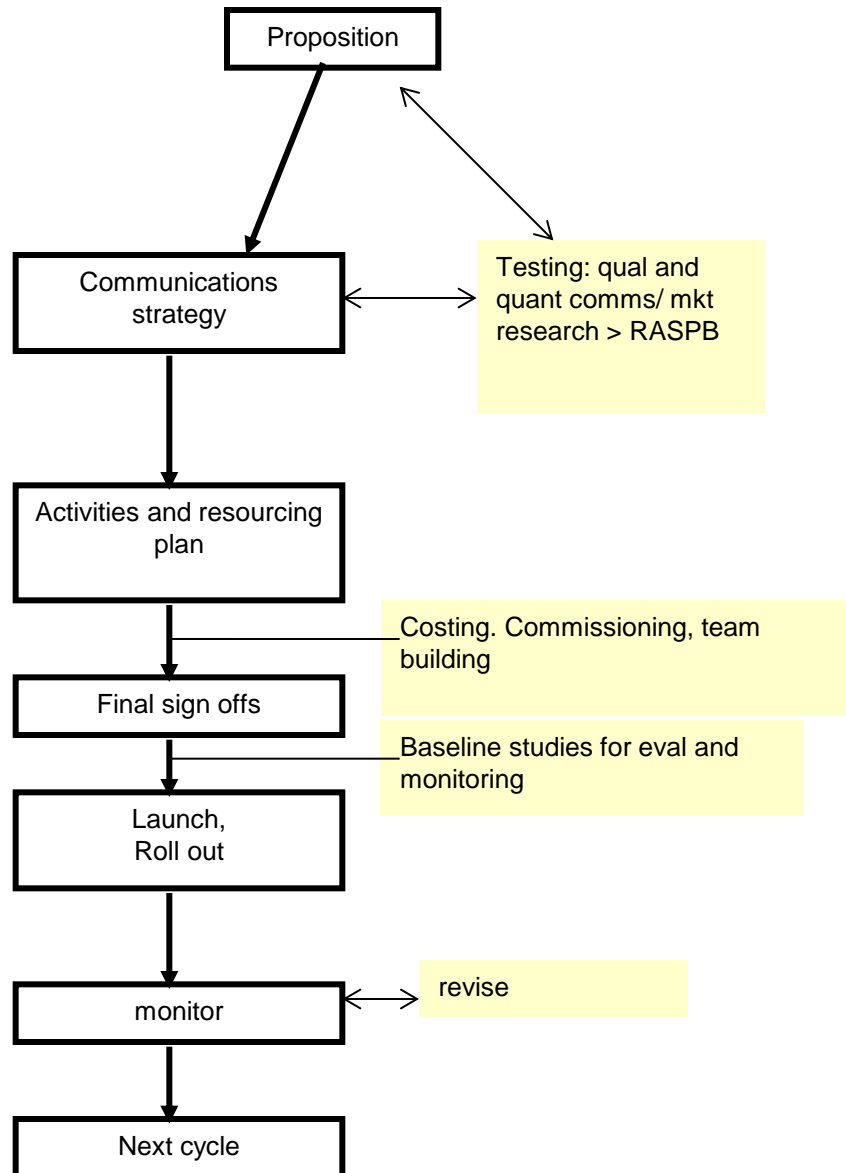 Proposition
Communications
strategy
Testing: qual and
quant comms/ mkt
research > RASPB
Activities and resourcing
plan
Costing. Commissioning, team
building
Final sign offs
Baseline studies for eval and
monitoring
Launch,
Roll out
revise
monitor
Next cycle